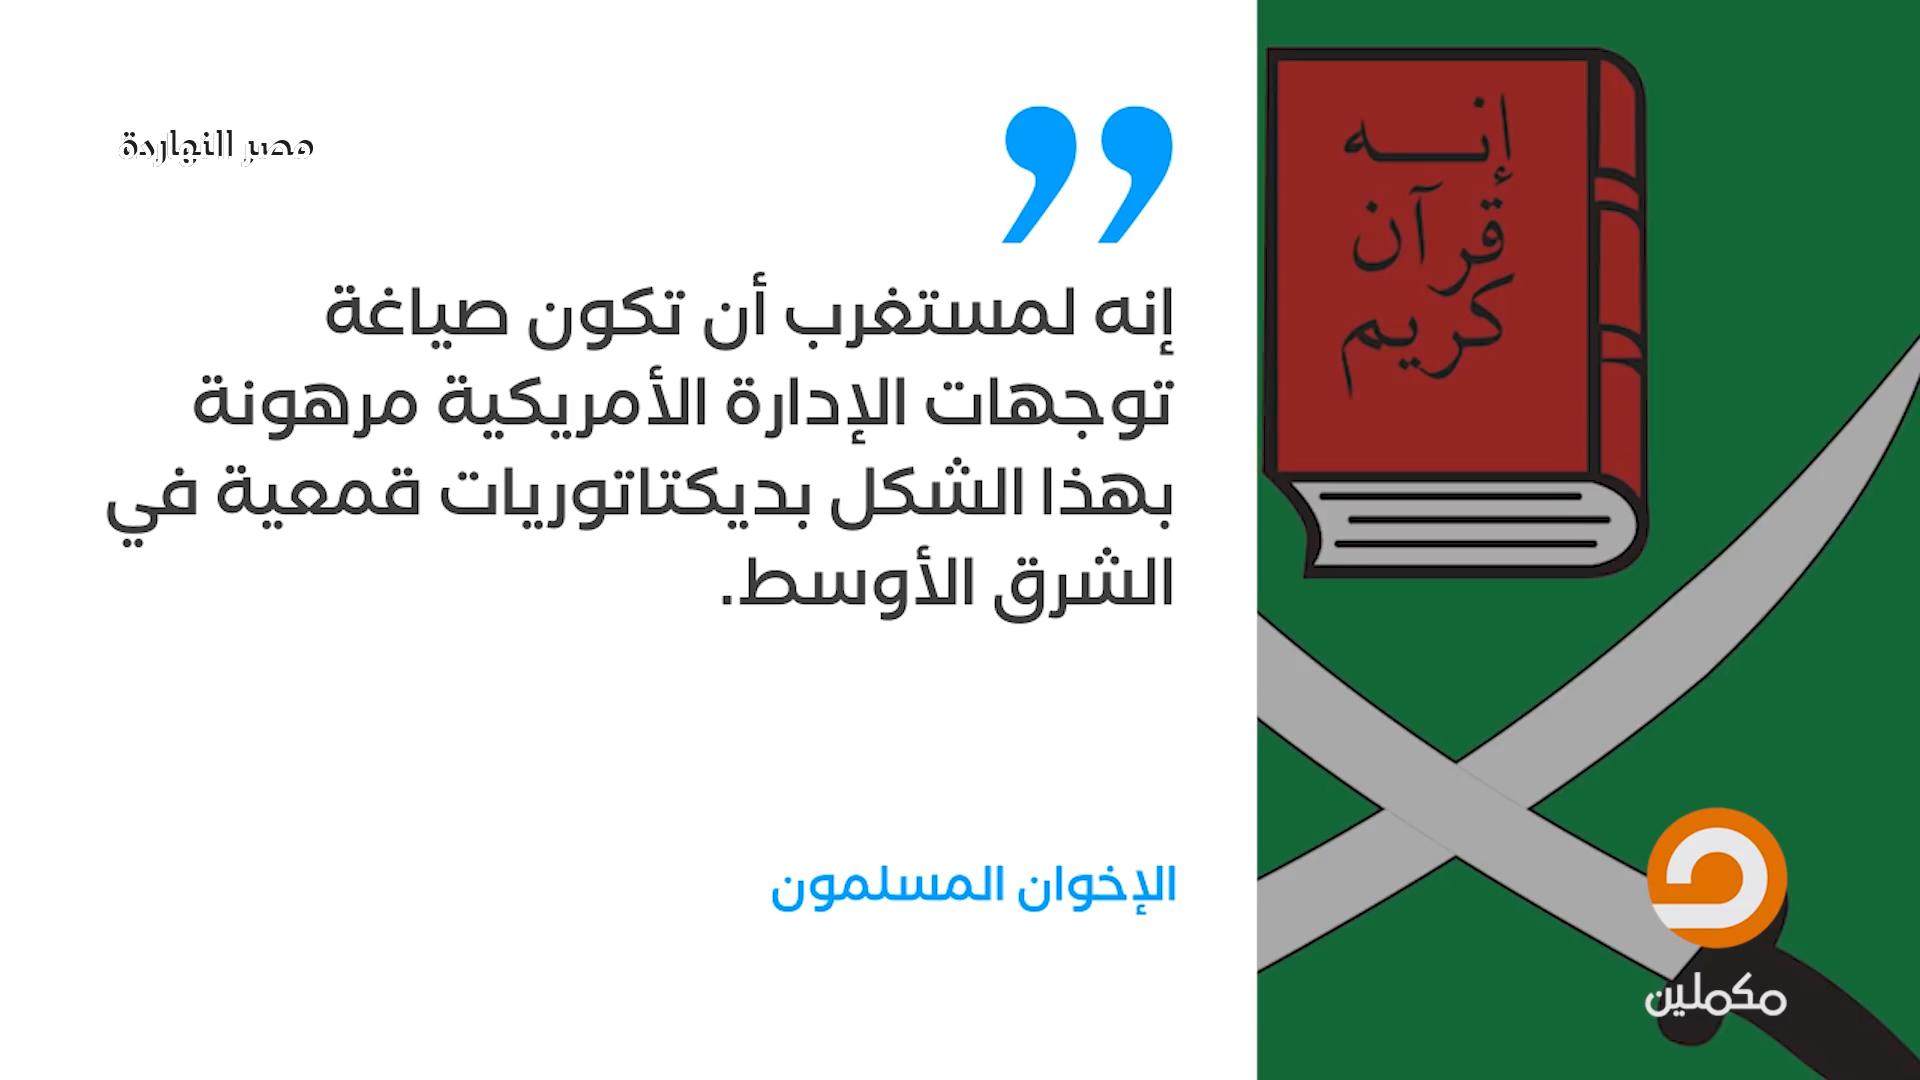 مصر النهاردة
إنه لمستغرب أن تكون صياغة
توجهات الإدارة الأمريكية مرهونة
بهذا الشكل بديكتاتوريات قمعية في
الشرق الأوسط.
الإخوان المسلمون
إنه
قرآن
كريم
مكملين